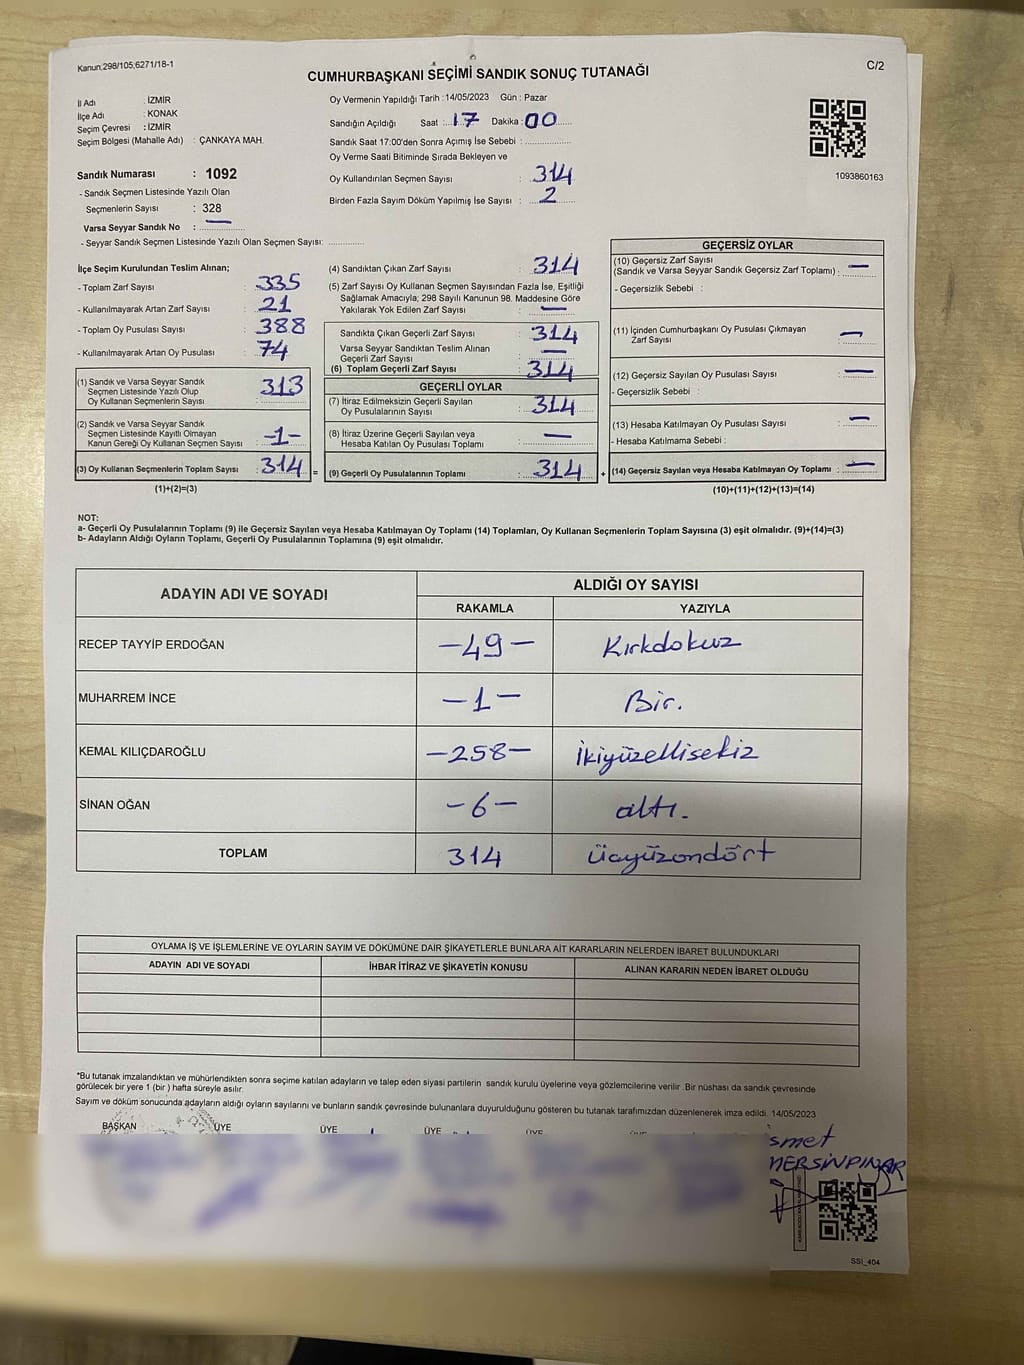 Kanun,298/105,6271/18-1
CUMHURBAŞKANI SEÇİMİ SANDIK SONUÇ TUTANAĞI
C/2
İl Adı : İZMİR
İlçe Adı : KONAK
Seçim Çevresi : İZMİR
Seçim Bölgesi (Mahalle Adı) : ÇANKAYA MAH.
Sandık Numarası : 1092
- Sandık Seçmen Listesinde Yazılı Olan
Seçmenlerin Sayısı : 328
Varsa Seyyar Sandık No : —
- Seyyar Sandık Seçmen Listesinde Yazılı Olan Seçmen Sayısı: ..............
Oy Vermenin Yapıldığı Tarih : 14/05/2023 Gün : Pazar
Sandığın Açıldığı Saat : 17 Dakika : 00
Sandık Saat 17:00'den Sonra Açımış İse Sebebi : ..............
Oy Verme Saati Bitiminde Sırada Bekleyen ve
Oy Kullandırılan Seçmen Sayısı : 314
Birden Fazla Sayım Döküm Yapılmış İse Sayısı : 2
1093860163
İlçe Seçim Kurulundan Teslim Alınan;
- Toplam Zarf Sayısı : 335
- Kullanılmayarak Artan Zarf Sayısı : 21
- Toplam Oy Pusulası Sayısı : 388
- Kullanılmayarak Artan Oy Pusulası : 74
(1) Sandık ve Varsa Seyyar Sandık
Seçmen Listesinde Yazılı Olup
Oy Kullanan Seçmenlerin Sayısı : 313
(2) Sandık ve Varsa Seyyar Sandık
Seçmen Listesinde Kayıtlı Olmayan
Kanun Gereği Oy Kullanan Seçmen Sayısı : -1-
(3) Oy Kullanan Seçmenlerin Toplam Sayısı : 314 =
(1)+(2)=(3)
(4) Sandıktan Çıkan Zarf Sayısı : 314
(5) Zarf Sayısı Oy Kullanan Seçmen Sayısından Fazla İse, Eşitliği
Sağlamak Amacıyla; 298 Sayılı Kanunun 98. Maddesine Göre
Yakılarak Yok Edilen Zarf Sayısı : —
Sandıkta Çıkan Geçerli Zarf Sayısı : 314
Varsa Seyyar Sandıktan Teslim Alınan
Geçerli Zarf Sayısı : —
(6) Toplam Geçerli Zarf Sayısı : 314
GEÇERLİ OYLAR
(7) İtiraz Edilmeksizin Geçerli Sayılan
Oy Pusulalarının Sayısı : 314
(8) İtiraz Üzerine Geçerli Sayılan veya
Hesaba Katılan Oy Pusulası Toplamı : —
(9) Geçerli Oy Pusulalarının Toplamı : 314 +
GEÇERSİZ OYLAR
(10) Geçersiz Zarf Sayısı
(Sandık ve Varsa Seyyar Sandık Geçersiz Zarf Toplamı) : —
- Geçersizlik Sebebi :
(11) İçinden Cumhurbaşkanı Oy Pusulası Çıkmayan
Zarf Sayısı : —
(12) Geçersiz Sayılan Oy Pusulası Sayısı : —
- Geçersizlik Sebebi :
(13) Hesaba Katılmayan Oy Pusulası Sayısı : —
- Hesaba Katılmama Sebebi :
(14) Geçersiz Sayılan veya Hesaba Katılmayan Oy Toplamı : —
(10)+(11)+(12)+(13)=(14)
NOT:
a- Geçerli Oy Pusulalarının Toplamı (9) ile Geçersiz Sayılan veya Hesaba Katılmayan Oy Toplamı (14) Toplamları, Oy Kullanan Seçmenlerin Toplam Sayısına (3) eşit olmalıdır. (9)+(14)=(3)
b- Adayların Aldığı Oyların Toplamı, Geçerli Oy Pusulalarının Toplamına (9) eşit olmalıdır.
ADAYIN ADI VE SOYADI ALDIĞI OY SAYISI
RAKAMLA YAZIYLA
RECEP TAYYİP ERDOĞAN -49- Kırkdokuz
MUHARREM İNCE -1- Bir.
KEMAL KILIÇDAROĞLU -258- İkiyüzellisekiz
SİNAN OĞAN -6- altı.
TOPLAM 314 Üçyüzondört
OYLAMA İŞ VE İŞLEMLERİNE VE OYLARIN SAYIM VE DÖKÜMÜNE DAİR ŞİKAYETLERLE BUNLARA AİT KARARLARIN NELERDEN İBARET BULUNDUKLARI
ADAYIN ADI VE SOYADI İHBAR İTİRAZ VE ŞİKAYETİN KONUSU ALINAN KARARIN NEDEN İBARET OLDUĞU
*Bu tutanak imzalandıktan ve mühürlendikten sonra seçime katılan adayların ve talep eden siyasi partilerin sandık kurulu üyelerine veya gözlemcilerine verilir .Bir nüshası da sandık çevresinde
görülecek bir yere 1 (bir ) hafta süreyle asılır.
Sayım ve döküm sonucunda adayların aldığı oyların sayılarını ve bunların sandık çevresinde bulunanlara duyurulduğunu gösteren bu tutanak tarafımızdan düzenlenerek imza edildi. 14/05/2023
BAŞKAN ÜYE ÜYE ÜYE ÜYE
smet
MERSİNPINAR
SSI_404